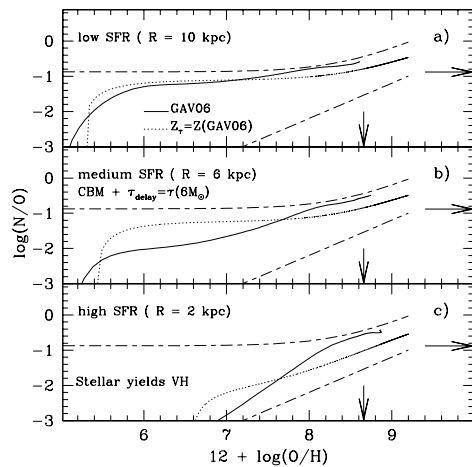 low SFR ( R = 10 kpc)
a)
GAV06
Z_τ=Z(GAV06)
0
-1
-2
-3
medium SFR ( R = 6 kpc)
CBM + τ_delay=τ(6M_⊙)
b)
0
-1
-2
-3
log(N/O)
high SFR ( R = 2 kpc)
c)
Stellar yields VH
0
-1
-2
-3
6 7 8 9
12 + log(O/H)